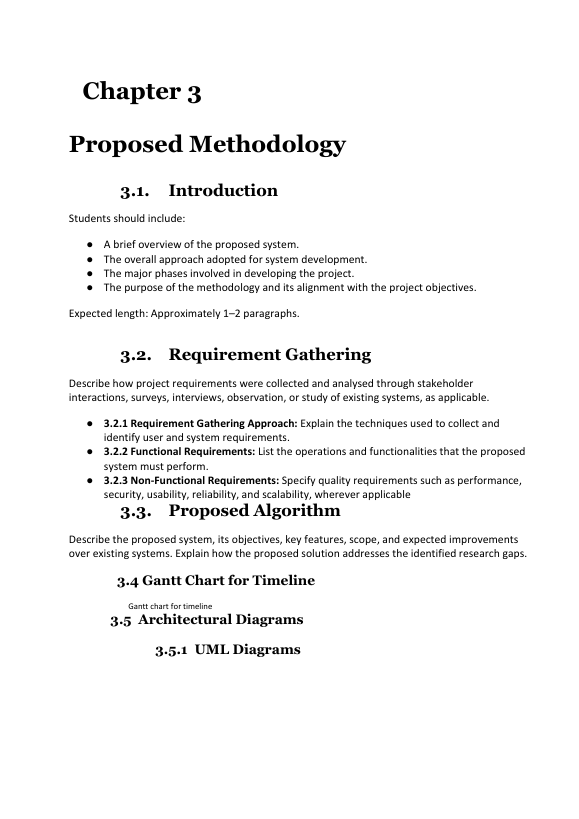 Chapter 3
Proposed Methodology
3.1. Introduction
Students should include:
● A brief overview of the proposed system.
● The overall approach adopted for system development.
● The major phases involved in developing the project.
● The purpose of the methodology and its alignment with the project objectives.
Expected length: Approximately 1–2 paragraphs.
3.2. Requirement Gathering
Describe how project requirements were collected and analysed through stakeholder
interactions, surveys, interviews, observation, or study of existing systems, as applicable.
● 3.2.1 Requirement Gathering Approach: Explain the techniques used to collect and
identify user and system requirements.
● 3.2.2 Functional Requirements: List the operations and functionalities that the proposed
system must perform.
● 3.2.3 Non-Functional Requirements: Specify quality requirements such as performance,
security, usability, reliability, and scalability, wherever applicable
3.3. Proposed Algorithm
Describe the proposed system, its objectives, key features, scope, and expected improvements
over existing systems. Explain how the proposed solution addresses the identified research gaps.
3.4 Gantt Chart for Timeline
Gantt chart for timeline
3.5 Architectural Diagrams
3.5.1 UML Diagrams